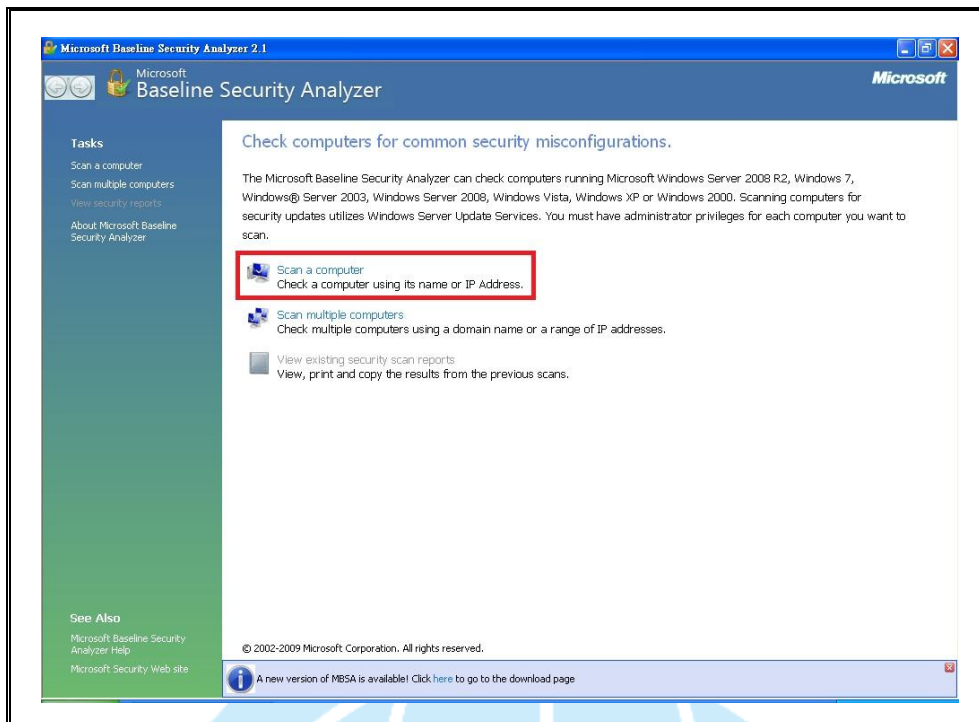 Microsoft Baseline Security Analyzer 2.1
Microsoft
Baseline Security Analyzer
Microsoft
Tasks
Scan a computer
Scan multiple computers
View security reports
About Microsoft Baseline
Security Analyzer
Check computers for common security misconfigurations.
The Microsoft Baseline Security Analyzer can check computers running Microsoft Windows Server 2008 R2, Windows 7,
Windows® Server 2003, Windows Server 2008, Windows Vista, Windows XP or Windows 2000. Scanning computers for
security updates utilizes Windows Server Update Services. You must have administrator privileges for each computer you want to
scan.
Scan a computer
Check a computer using its name or IP Address.
Scan multiple computers
Check multiple computers using a domain name or a range of IP addresses.
View existing security scan reports
View, print and copy the results from the previous scans.
See Also
Microsoft Baseline Security
Analyzer Help
Microsoft Security Web site
© 2002-2009 Microsoft Corporation. All rights reserved.
A new version of MBSA is available! Click here to go to the download page